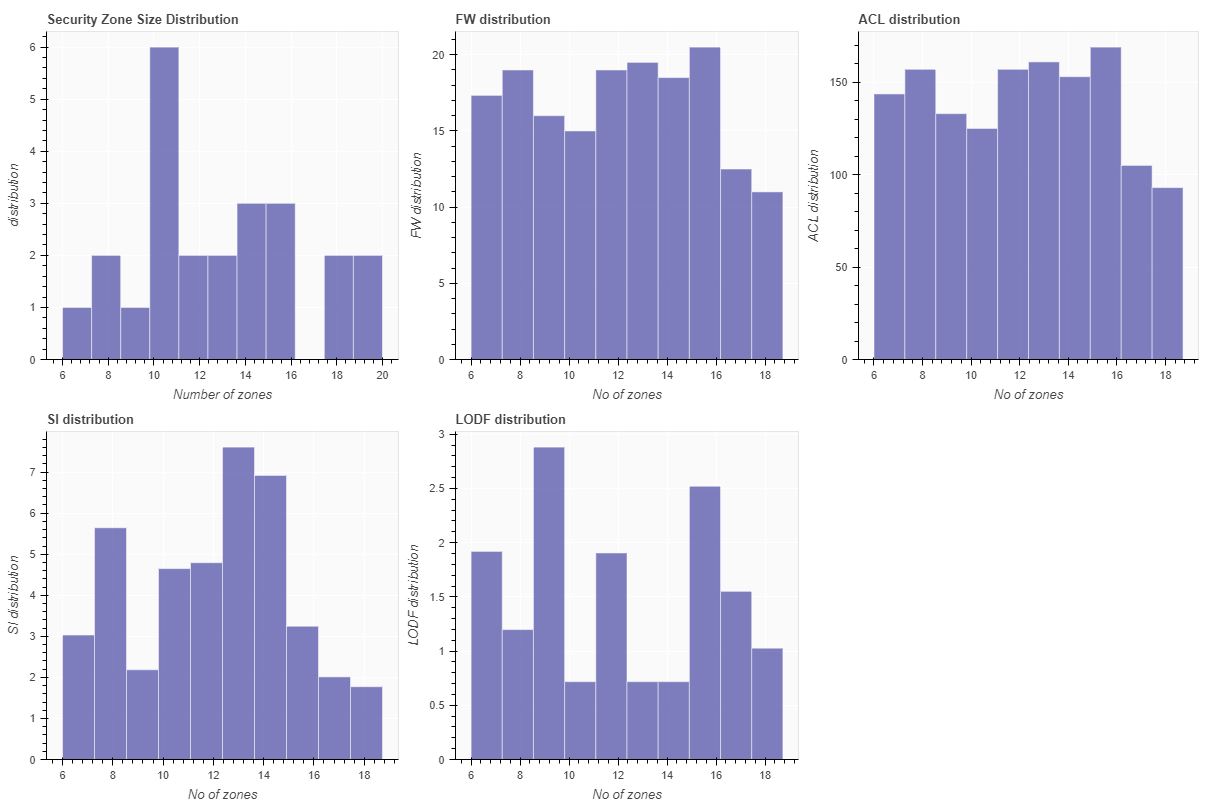 Security Zone Size Distribution
distribution
6
5
4
3
2
1
0
6 8 10 12 14 16 18 20
Number of zones
FW distribution
FW distribution
20
15
10
5
0
6 8 10 12 14 16 18
No of zones
ACL distribution
ACL distribution
150
100
50
0
6 8 10 12 14 16 18
No of zones
SI distribution
SI distribution
7
6
5
4
3
2
1
0
6 8 10 12 14 16 18
No of zones
LODF distribution
LODF distribution
3
2.5
2
1.5
1
0.5
0
6 8 10 12 14 16 18
No of zones